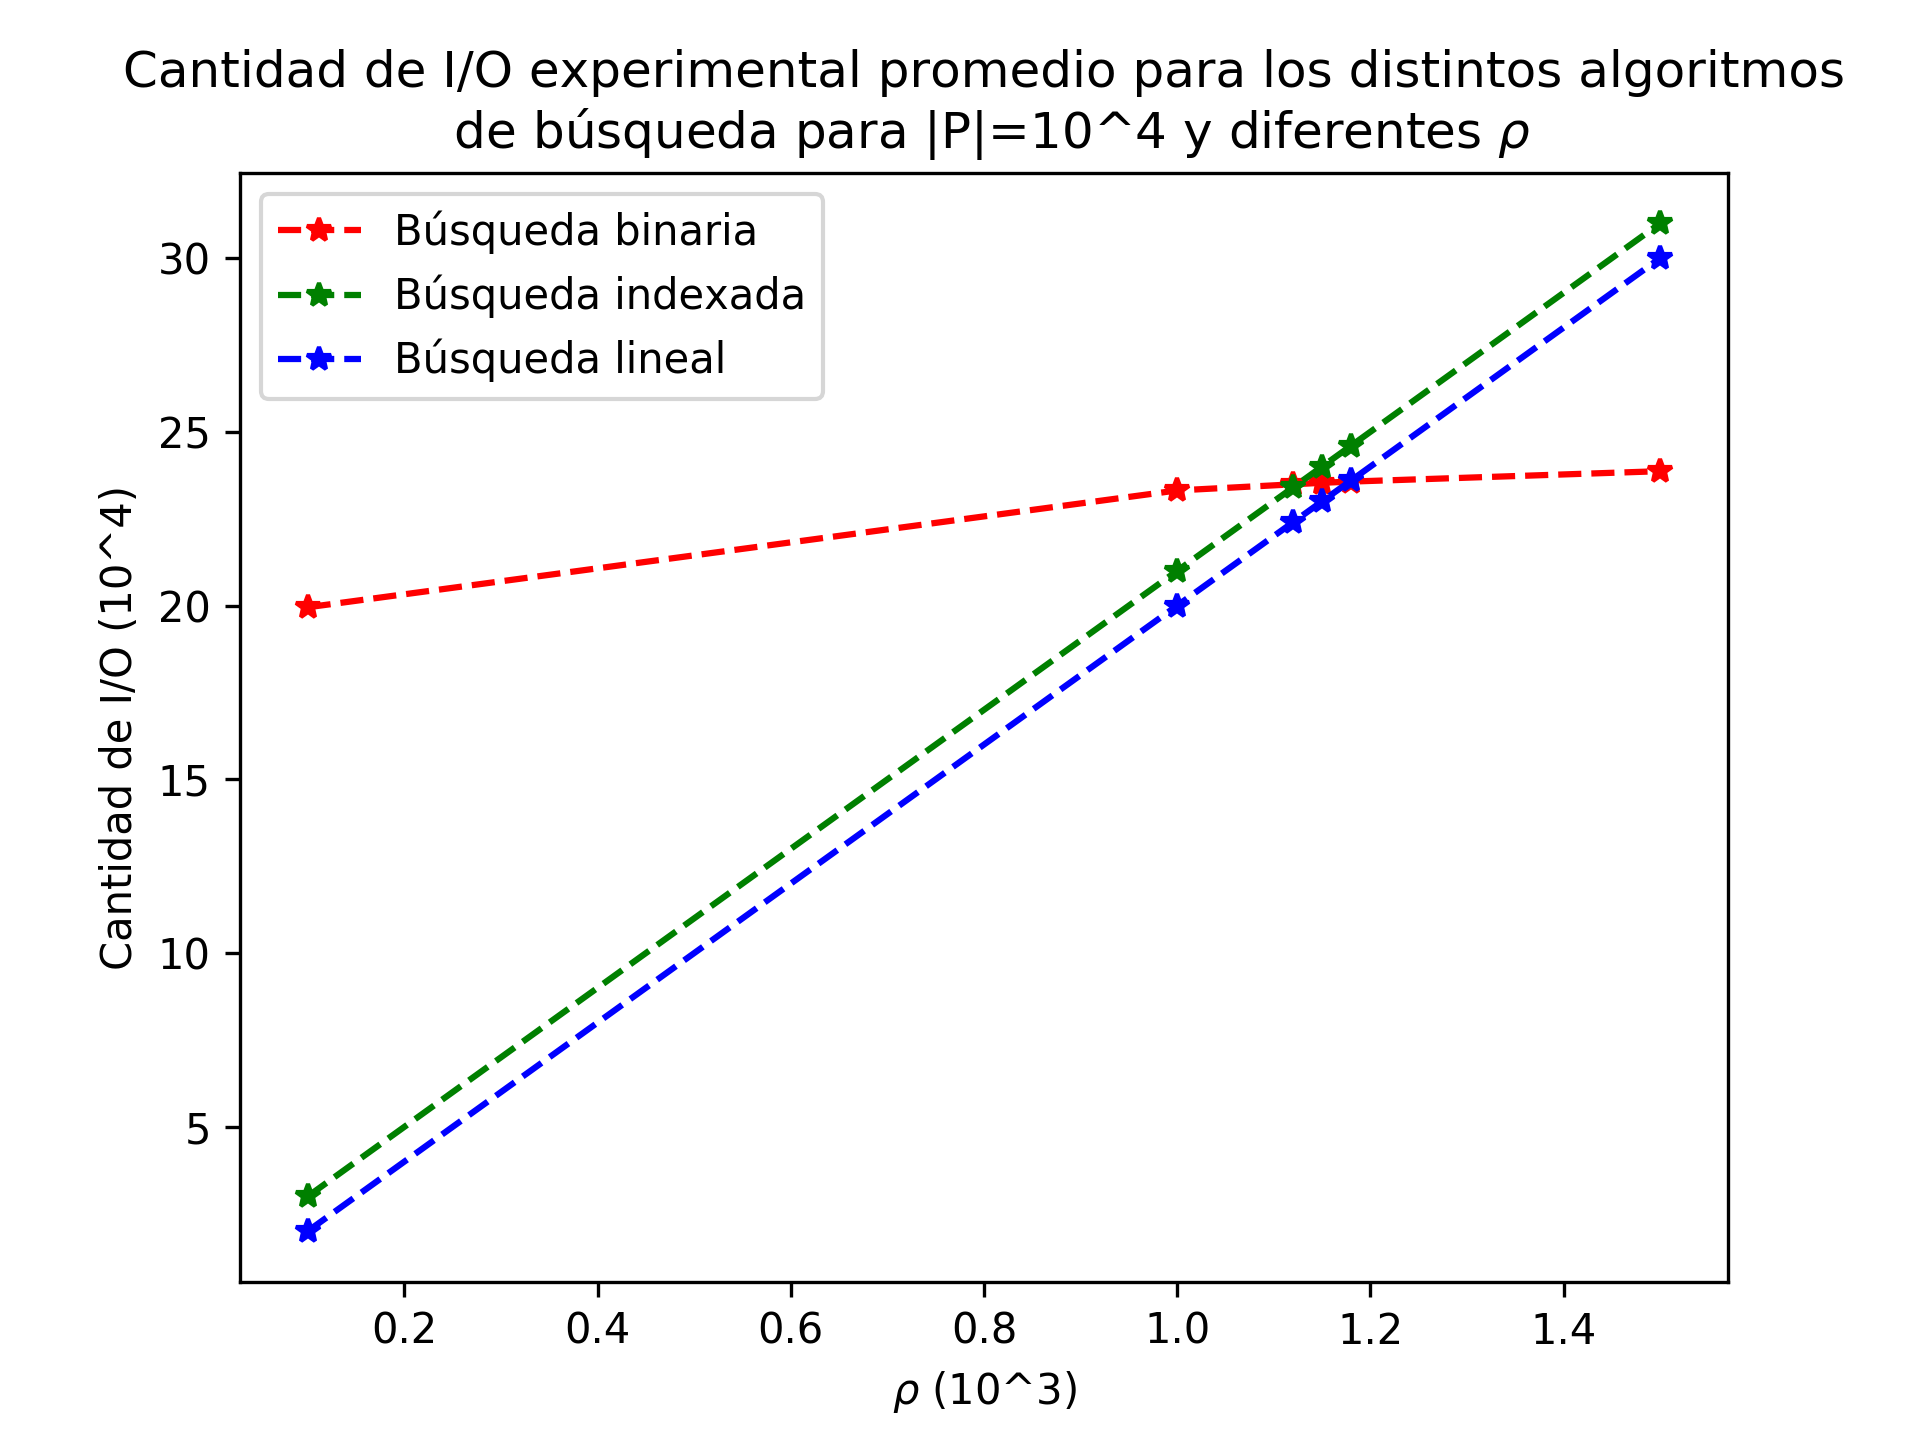 Cantidad de I/O experimental promedio para los distintos algoritmos
de búsqueda para |P|=10^4 y diferentes ρ
Búsqueda binaria
Búsqueda indexada
Búsqueda lineal
Cantidad de I/O (10^4)
30
25
20
15
10
5
0.2 0.4 0.6 0.8 1.0 1.2 1.4
ρ (10^3)